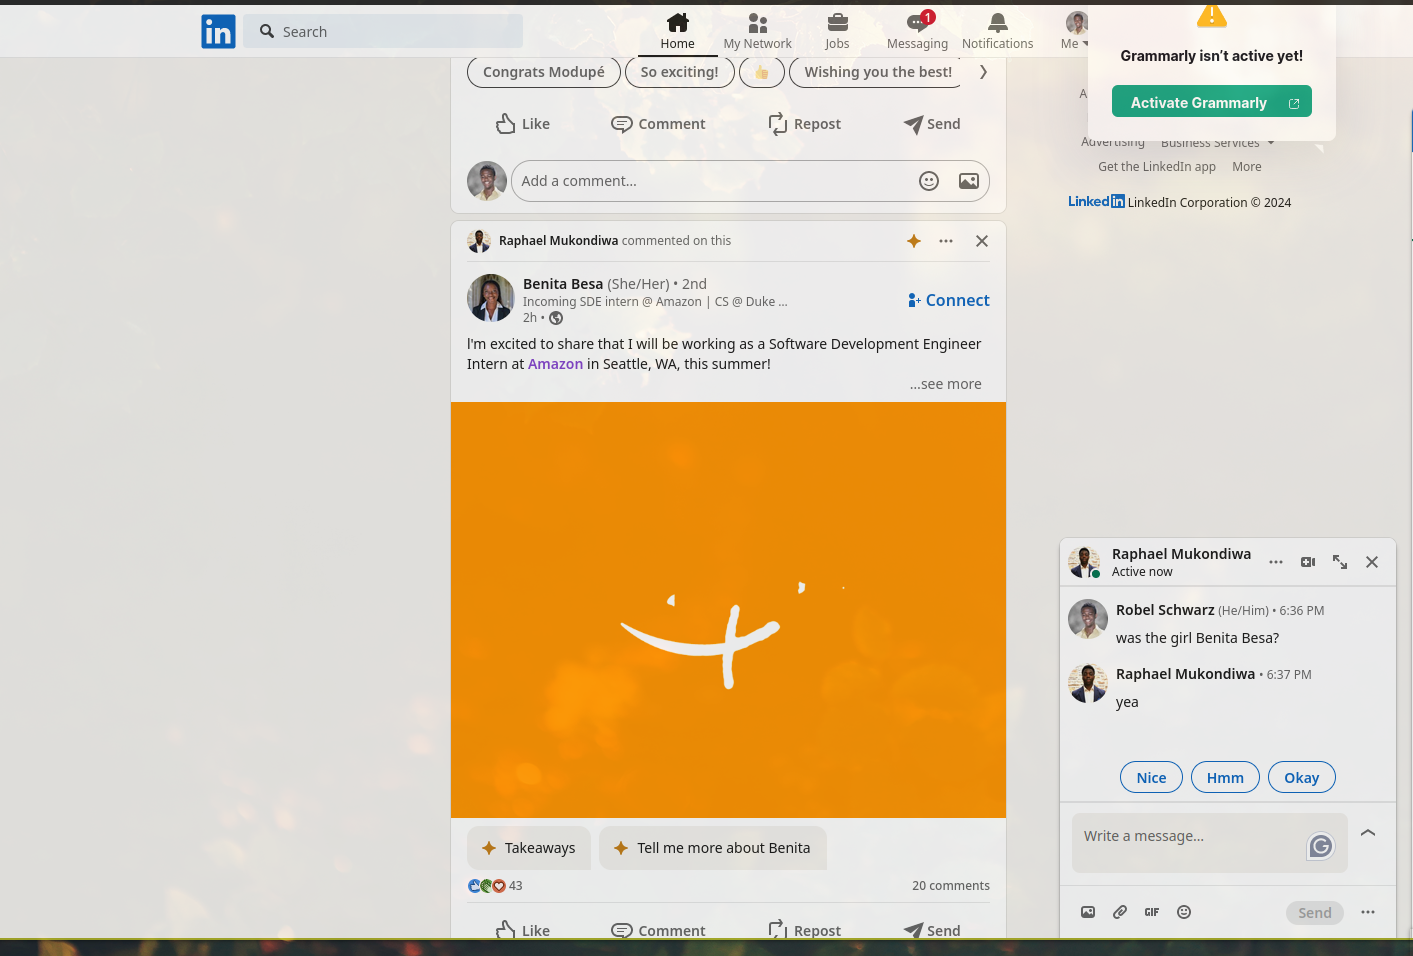 in
Search
Home
My Network
Jobs
1
Messaging
Notifications
Me
Grammarly isn’t active yet!
Activate Grammarly
A
Advertising
Business Services
Get the LinkedIn app
More
LinkedIn LinkedIn Corporation © 2024
Congrats Modupé
So exciting!
Wishing you the best!
Like
Comment
Repost
Send
Add a comment…
Raphael Mukondiwa commented on this
Benita Besa (She/Her) • 2nd
Incoming SDE intern @ Amazon | CS @ Duke ...
2h •
Connect
I'm excited to share that I will be working as a Software Development Engineer
Intern at Amazon in Seattle, WA, this summer!
...see more
Takeaways
Tell me more about Benita
43
20 comments
Like
Comment
Repost
Send
Raphael Mukondiwa
Active now
Robel Schwarz (He/Him) • 6:36 PM
was the girl Benita Besa?
Raphael Mukondiwa • 6:37 PM
yea
Nice
Hmm
Okay
Write a message…
G
GIF
Send